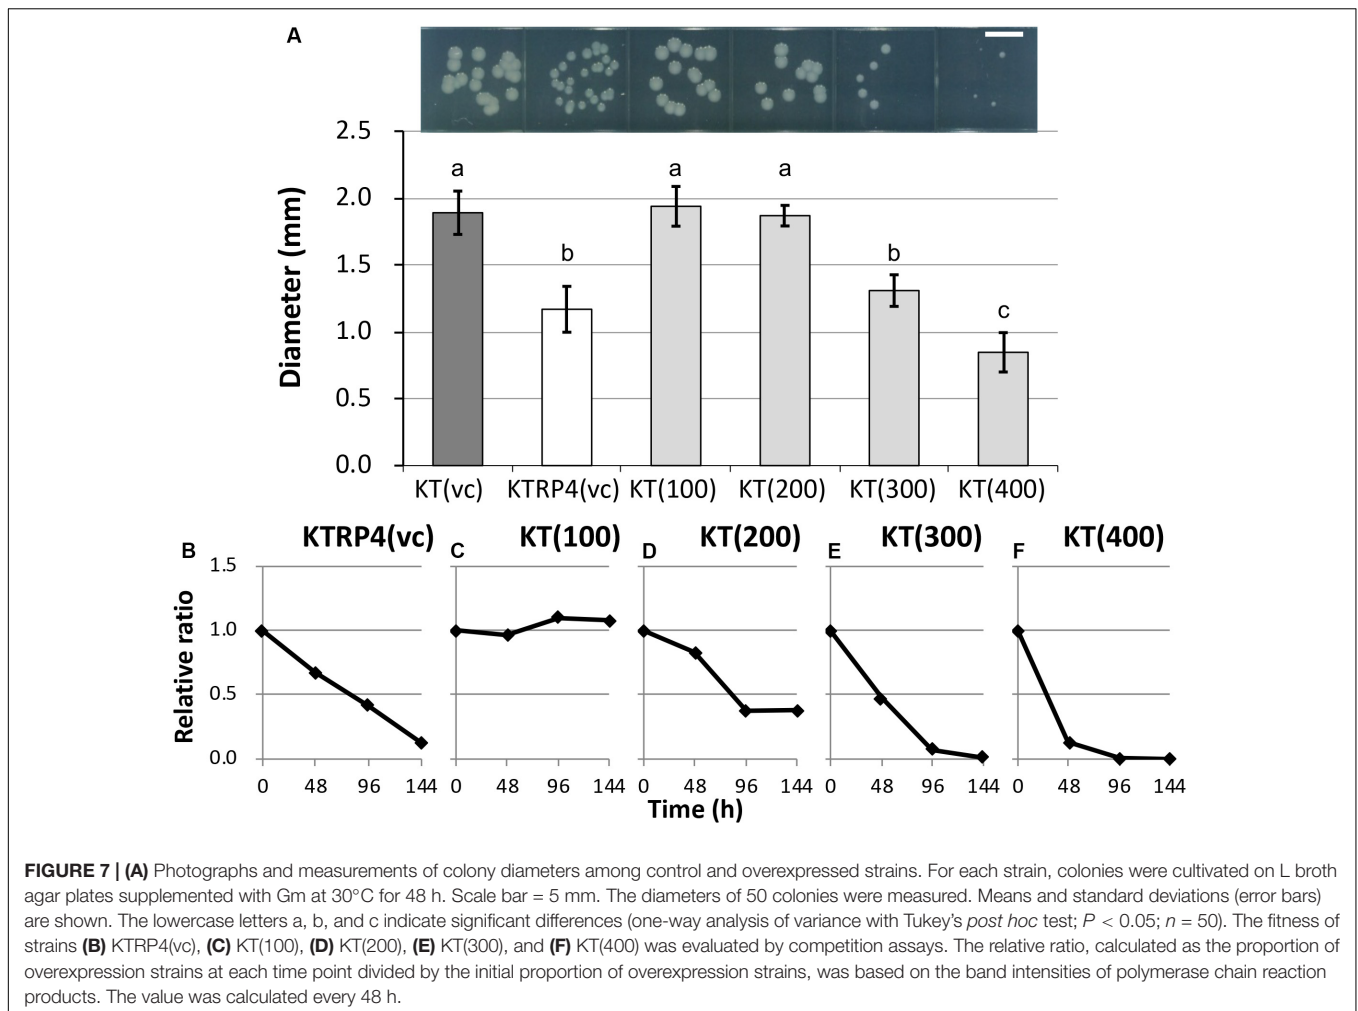 A
2.5
2.0
1.5
1.0
0.5
0.0
Diameter (mm)
a
b
a
a
b
c
KT(vc) KTRP4(vc) KT(100) KT(200) KT(300) KT(400)
B KTRP4(vc) C KT(100) D KT(200) E KT(300) F KT(400)
1.5
1.0
0.5
0.0
Relative ratio
0 48 96 144 0 48 96 144 0 48 96 144 0 48 96 144 0 48 96 144
Time (h)
FIGURE 7 | (A) Photographs and measurements of colony diameters among control and overexpressed strains. For each strain, colonies were cultivated on L broth
agar plates supplemented with Gm at 30°C for 48 h. Scale bar = 5 mm. The diameters of 50 colonies were measured. Means and standard deviations (error bars)
are shown. The lowercase letters a, b, and c indicate significant differences (one-way analysis of variance with Tukey's post hoc test; P < 0.05; n = 50). The fitness of
strains (B) KTRP4(vc), (C) KT(100), (D) KT(200), (E) KT(300), and (F) KT(400) was evaluated by competition assays. The relative ratio, calculated as the proportion of
overexpression strains at each time point divided by the initial proportion of overexpression strains, was based on the band intensities of polymerase chain reaction
products. The value was calculated every 48 h.